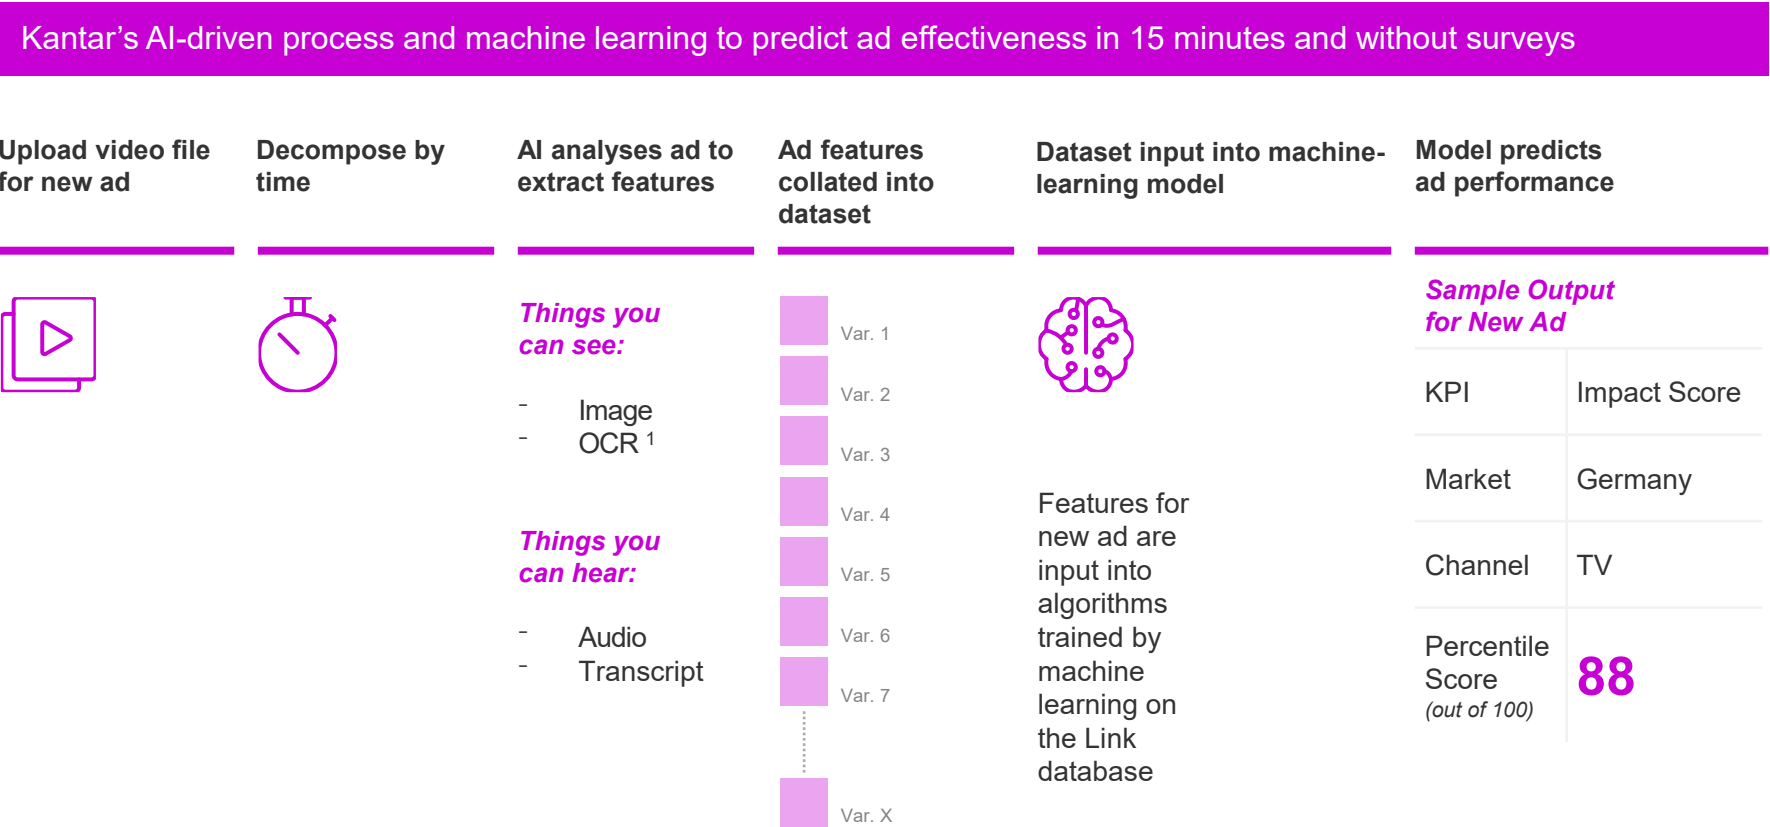 Kantar’s AI-driven process and machine learning to predict ad effectiveness in 15 minutes and without surveys
Upload video file
for new ad
Decompose by
time
AI analyses ad to
extract features
Ad features
collated into
dataset
Dataset input into machine-
learning model
Model predicts
ad performance
Things you
can see:
- Image
- OCR 1
Things you
can hear:
- Audio
- Transcript
Var. 1
Var. 2
Var. 3
Var. 4
Var. 5
Var. 6
Var. 7
Var. X
Features for
new ad are
input into
algorithms
trained by
machine
learning on
the Link
database
Sample Output
for New Ad
KPI Impact Score
Market Germany
Channel TV
Percentile
Score
(out of 100)
88